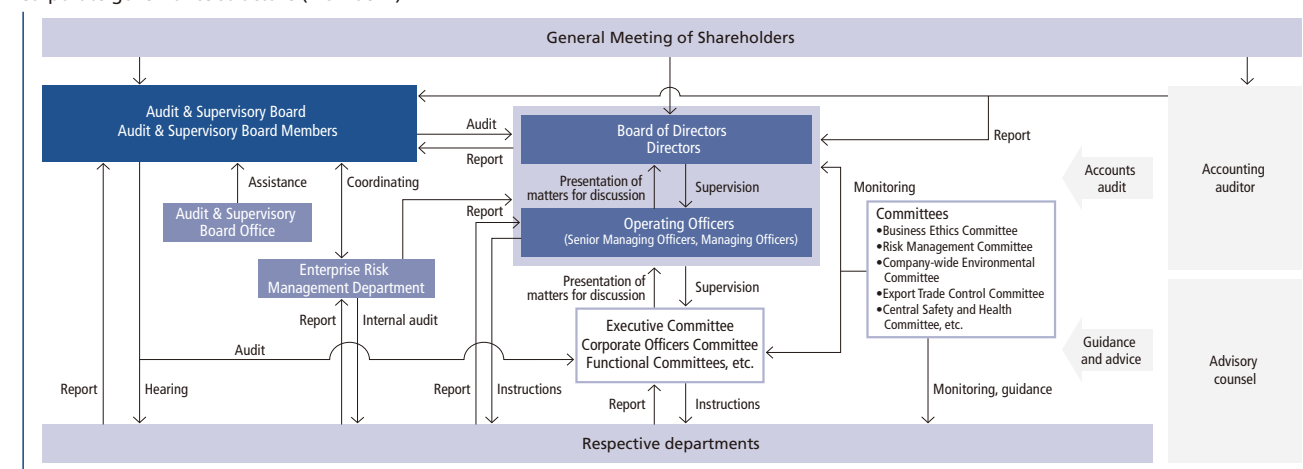 General Meeting of Shareholders
Audit & Supervisory Board
Audit & Supervisory Board Members
Audit
Report
Board of Directors
Directors
Report
Accounting
auditor
Accounts
audit
Assistance
Coordinating
Presentation of
matters for discussion
Supervision
Monitoring
Audit & Supervisory
Board Office
Report
Operating Officers
(Senior Managing Officers, Managing Officers)
Committees
•Business Ethics Committee
•Risk Management Committee
•Company-wide Environmental
Committee
•Export Trade Control Committee
•Central Safety and Health
Committee, etc.
Enterprise Risk
Management Department
Presentation of
matters for discussion
Supervision
Report
Internal audit
Executive Committee
Corporate Officers Committee
Functional Committees, etc.
Audit
Guidance
and advice
Advisory
counsel
Report
Hearing
Report
Instructions
Report
Instructions
Monitoring, guidance
Respective departments